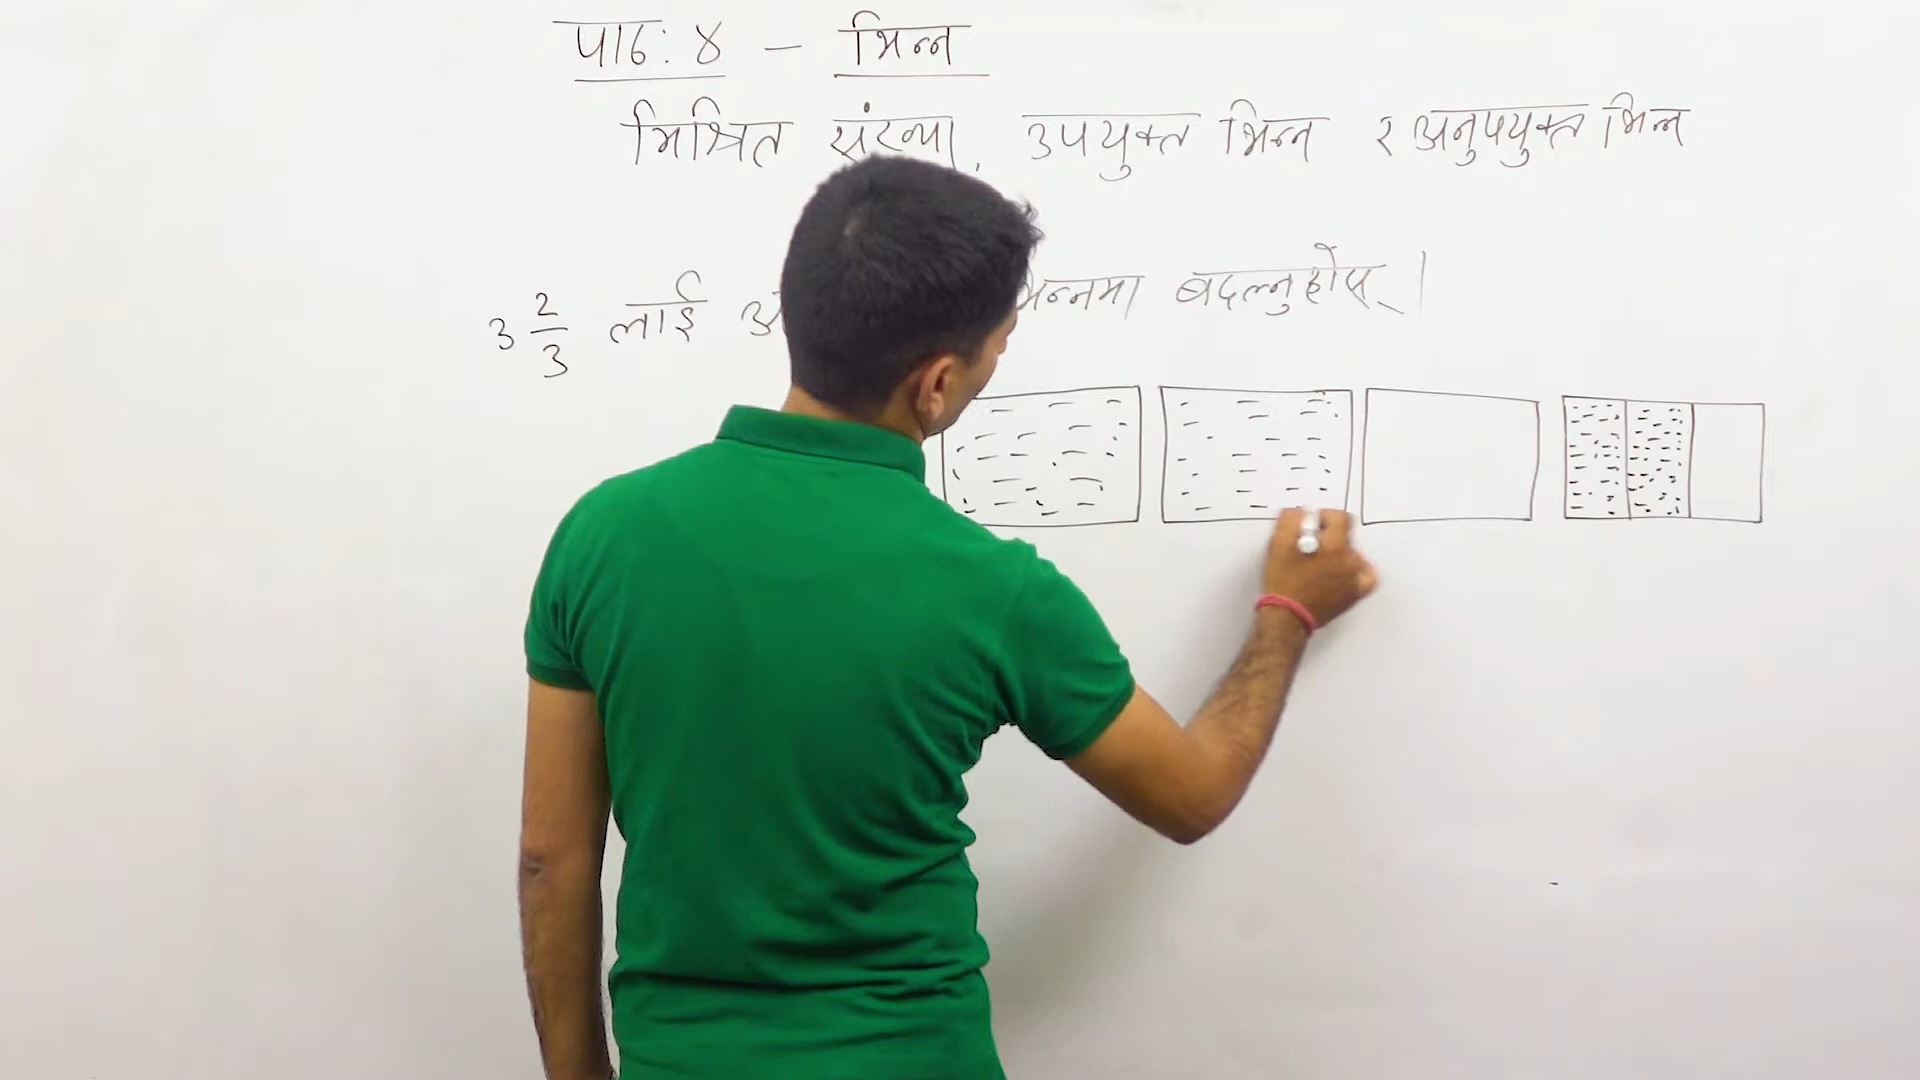 पाठ: ४ - भिन्न
मिश्रित संख्या, उपयुक्त भिन्न र अनुपयुक्त भिन्न
3 2/3 लाई बदल्नुहोस् ।